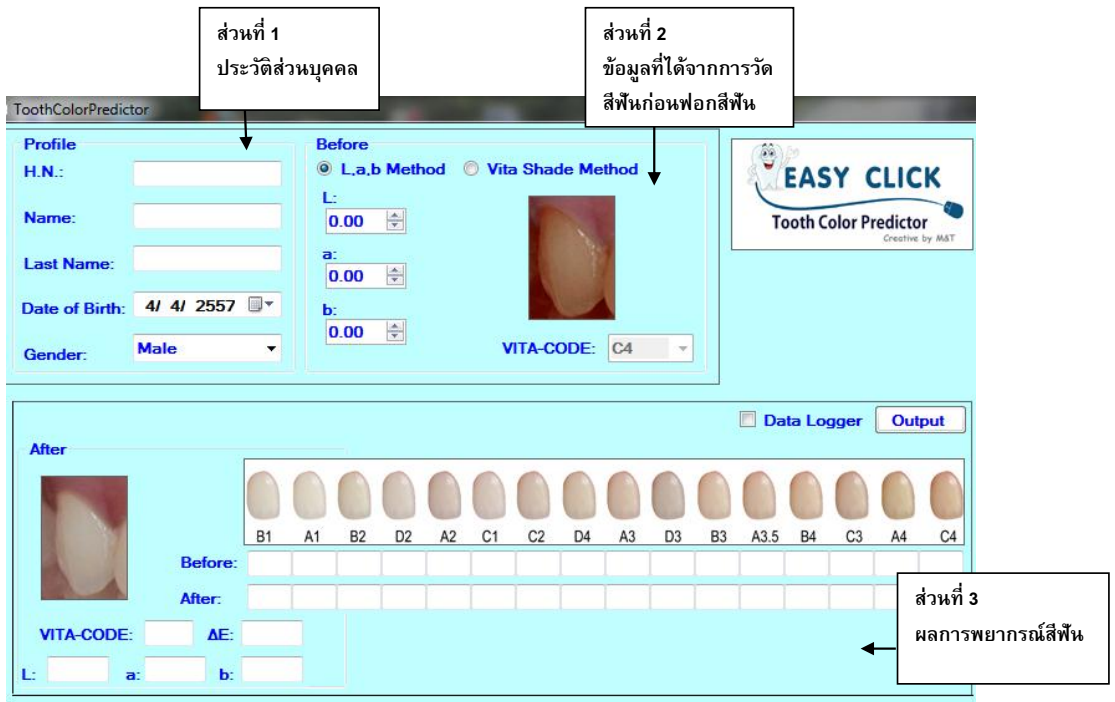 ส่วนที่ 1
ประวัติส่วนบุคคล
ส่วนที่ 2
ข้อมูลที่ได้จากการวัด
สีฟันก่อนฟอกสีฟัน
ToothColorPredictor
Profile
H.N.:
Name:
Last Name:
Date of Birth: 4/ 4/ 2557
Gender: Male
Before
L,a,b Method Vita Shade Method
L:
0.00
a:
0.00
b:
0.00
VITA-CODE: C4
EASY CLICK
Tooth Color Predictor
Creative by M&T
Data Logger Output
After
B1 A1 B2 D2 A2 C1 C2 D4 A3 D3 B3 A3.5 B4 C3 A4 C4
Before:
After:
VITA-CODE: ΔE:
L: a: b:
ส่วนที่ 3
ผลการพยากรณ์สีฟัน